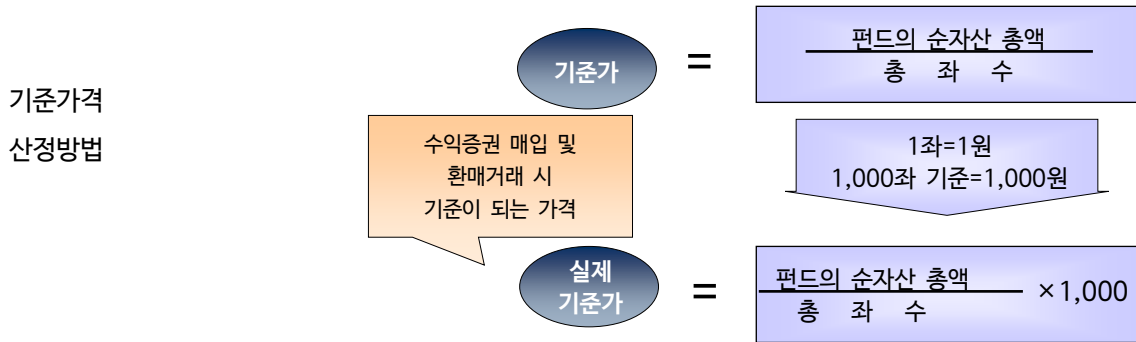 기준가격
산정방법
기준가
=
펀드의 순자산 총액
총 좌 수
수익증권 매입 및
환매거래 시
기준이 되는 가격
1좌=1원
1,000좌 기준=1,000원
실제
기준가
=
펀드의 순자산 총액
총 좌 수
×1,000